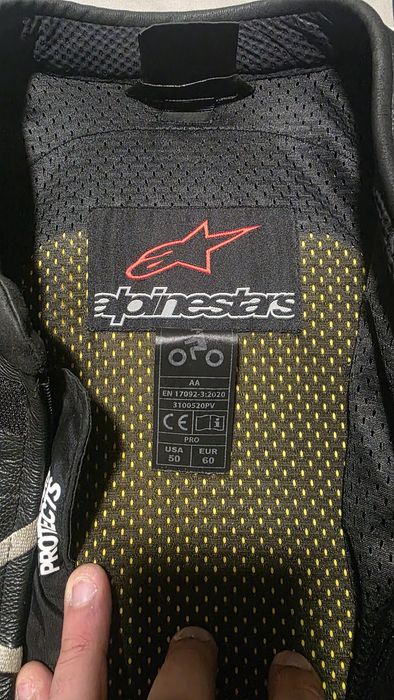 alpinestars
AA
EN 17092-3:2020
3100520PV
CE i
PRO
USA EUR
50 60
PROTECTS